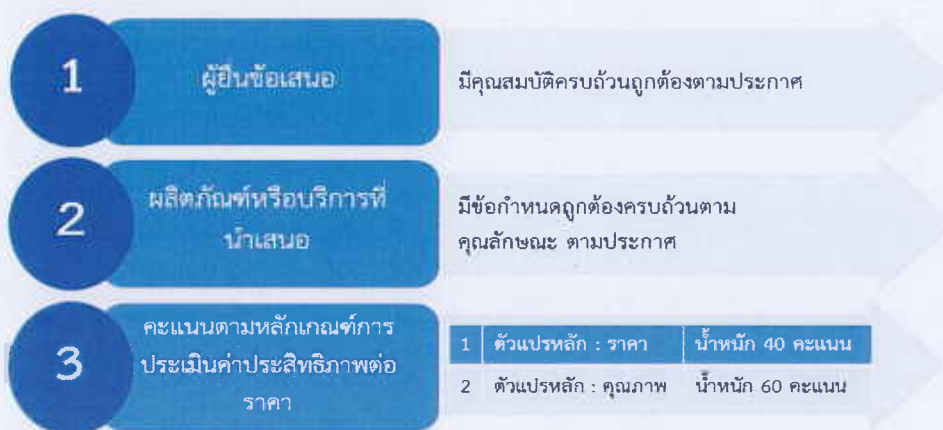 1
ผู้ยื่นข้อเสนอ
มีคุณสมบัติครบถ้วนถูกต้องตามประกาศ
2
ผลิตภัณฑ์หรือบริการที่
นำเสนอ
มีข้อกำหนดถูกต้องครบถ้วนตาม
คุณลักษณะ ตามประกาศ
3
คะแนนตามหลักเกณฑ์การ
ประเมินค่าประสิทธิภาพต่อ
ราคา
1 ตัวแปรหลัก : ราคา น้ำหนัก 40 คะแนน
2 ตัวแปรหลัก : คุณภาพ น้ำหนัก 60 คะแนน